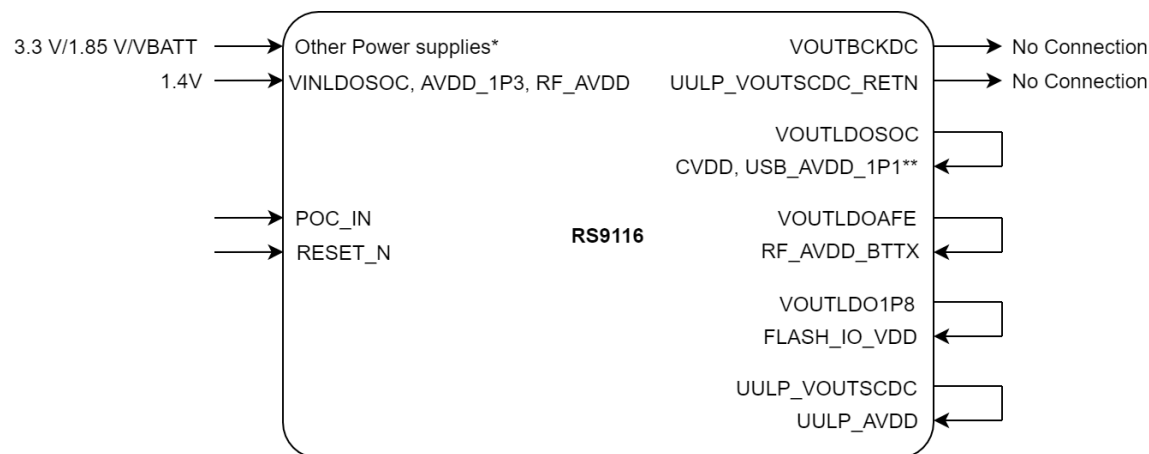 3.3 V/1.85 V/VBATT
Other Power supplies*
VOUTBCKDC
No Connection
1.4V
VINLDOSOC, AVDD_1P3, RF_AVDD
UULP_VOUTSCDC_RETN
No Connection
VOUTLDOSOC
CVDD, USB_AVDD_1P1**
POC_IN
VOUTLDOAFE
RS9116
RESET_N
RF_AVDD_BTTX
VOUTLDO1P8
FLASH_IO_VDD
UULP_VOUTSCDC
UULP_AVDD